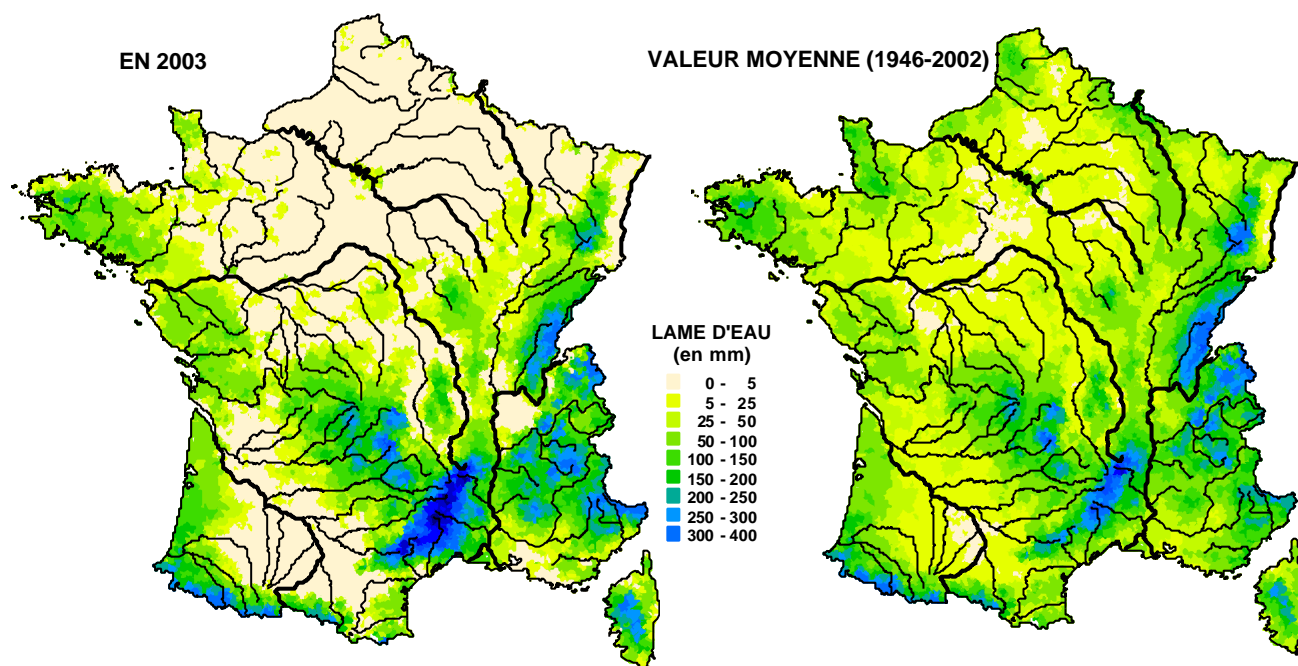 EN 2003
VALEUR MOYENNE (1946-2002)
LAME D'EAU
(en mm)
0 - 5
5 - 25
25 - 50
50 - 100
100 - 150
150 - 200
200 - 250
250 - 300
300 - 400